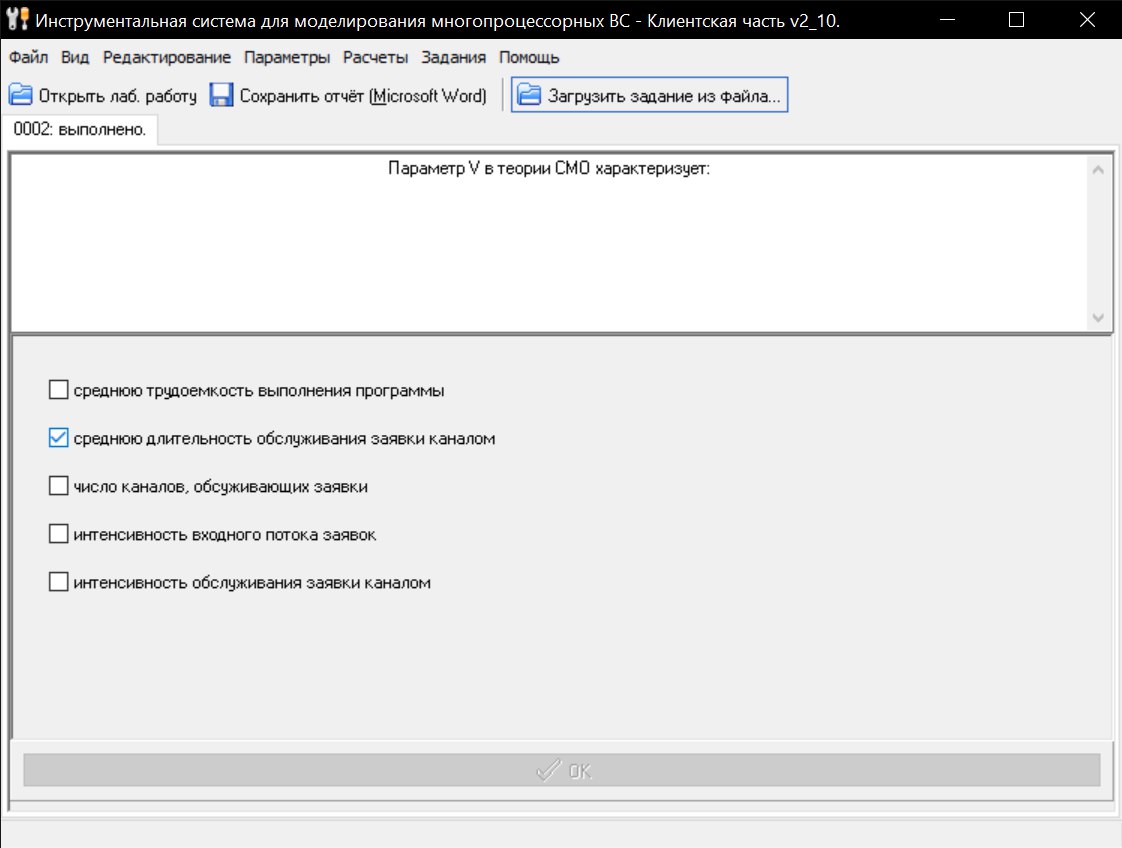 Инструментальная система для моделирования многопроцессорных ВС - Клиентская часть v2_10.
Файл Вид Редактирование Параметры Расчеты Задания Помощь
Открыть лаб. работу Сохранить отчёт (Microsoft Word) Загрузить задание из файла...
0002: выполнено.
Параметр V в теории СМО характеризует:
среднюю трудоемкость выполнения программы
среднюю длительность обслуживания заявки каналом
число каналов, обсуживающих заявки
интенсивность входного потока заявок
интенсивность обслуживания заявки каналом
OK